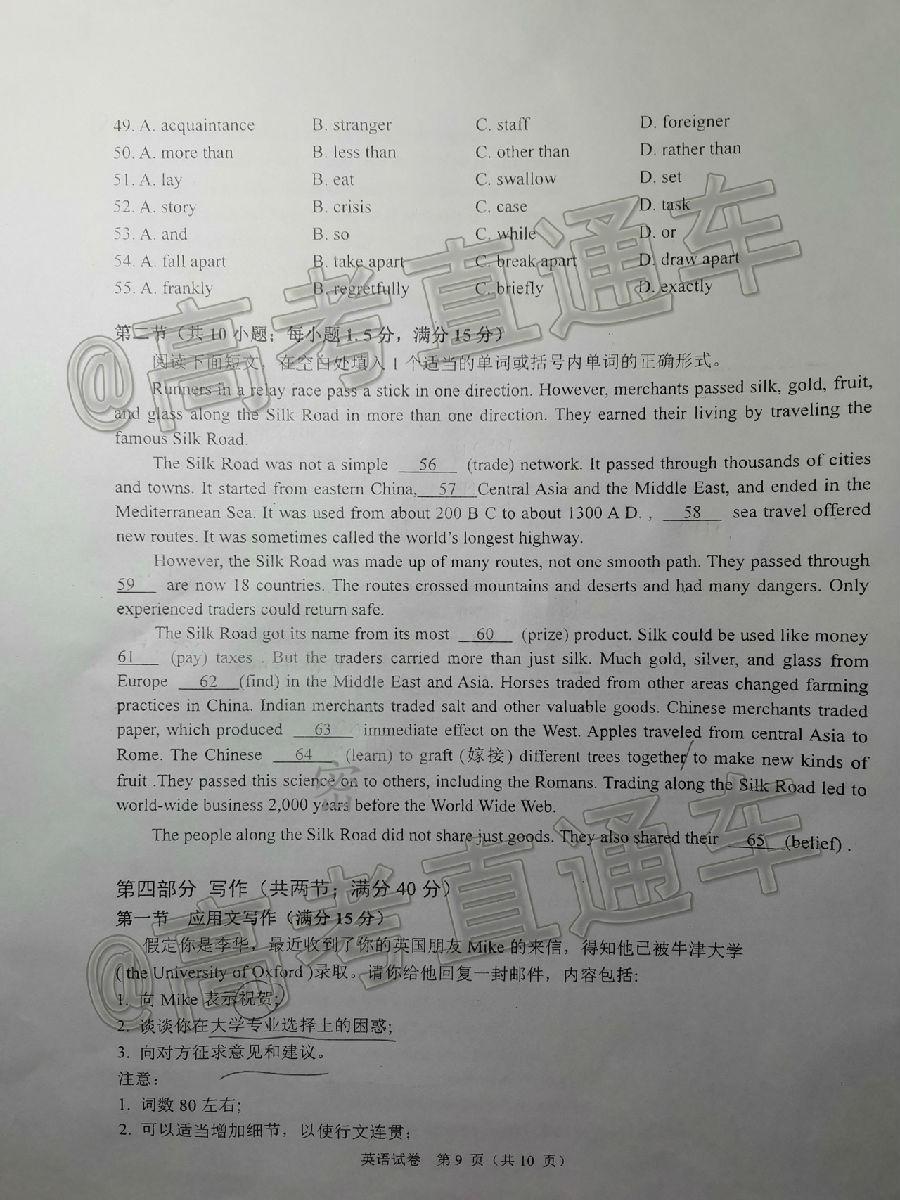 49. A. acquaintance B. stranger C. staff D. foreigner
50. A. more than B. less than C. other than D. rather than
51. A. lay B. eat C. swallow D. set
52. A. story B. crisis C. case D. task
53. A. and B. so C. while D. or
54. A. fall apart B. take apart C. break apart D. draw apart
55. A. frankly B. regretfully C. briefly D. exactly
第二节（共 10 小题；每小题 1.5 分，满分 15 分）
阅读下面短文，在空白处填入 1 个适当的单词或括号内单词的正确形式。
Runners in a relay race pass a stick in one direction. However, merchants passed silk, gold, fruit,
and glass along the Silk Road in more than one direction. They earned their living by traveling the
famous Silk Road.
The Silk Road was not a simple 56 (trade) network. It passed through thousands of cities
and towns. It started from eastern China, 57 Central Asia and the Middle East, and ended in the
Mediterranean Sea. It was used from about 200 B C to about 1300 A D. , 58 sea travel offered
new routes. It was sometimes called the world's longest highway.
However, the Silk Road was made up of many routes, not one smooth path. They passed through
59 are now 18 countries. The routes crossed mountains and deserts and had many dangers. Only
experienced traders could return safe.
The Silk Road got its name from its most 60 (prize) product. Silk could be used like money
61 (pay) taxes . But the traders carried more than just silk. Much gold, silver, and glass from
Europe 62 (find) in the Middle East and Asia. Horses traded from other areas changed farming
practices in China. Indian merchants traded salt and other valuable goods. Chinese merchants traded
paper, which produced 63 immediate effect on the West. Apples traveled from central Asia to
Rome. The Chinese 64 (learn) to graft (嫁接) different trees together to make new kinds of
fruit .They passed this science on to others, including the Romans. Trading along the Silk Road led to
world-wide business 2,000 years before the World Wide Web.
The people along the Silk Road did not share just goods. They also shared their 65 (belief) .
第四部分 写作（共两节；满分 40 分）
第一节 应用文写作（满分 15 分）
假定你是李华，最近收到了你的英国朋友 Mike 的来信，得知他已被牛津大学
( the University of Oxford )录取。请你给他回复一封邮件，内容包括:
1. 向 Mike 表示祝贺;
2. 谈谈你在大学专业选择上的困惑;
3. 向对方征求意见和建议。
注意:
1. 词数 80 左右;
2. 可以适当增加细节，以使行文连贯;
英语试卷 第 9 页（共 10 页）
@高考直通车
@高考直通车